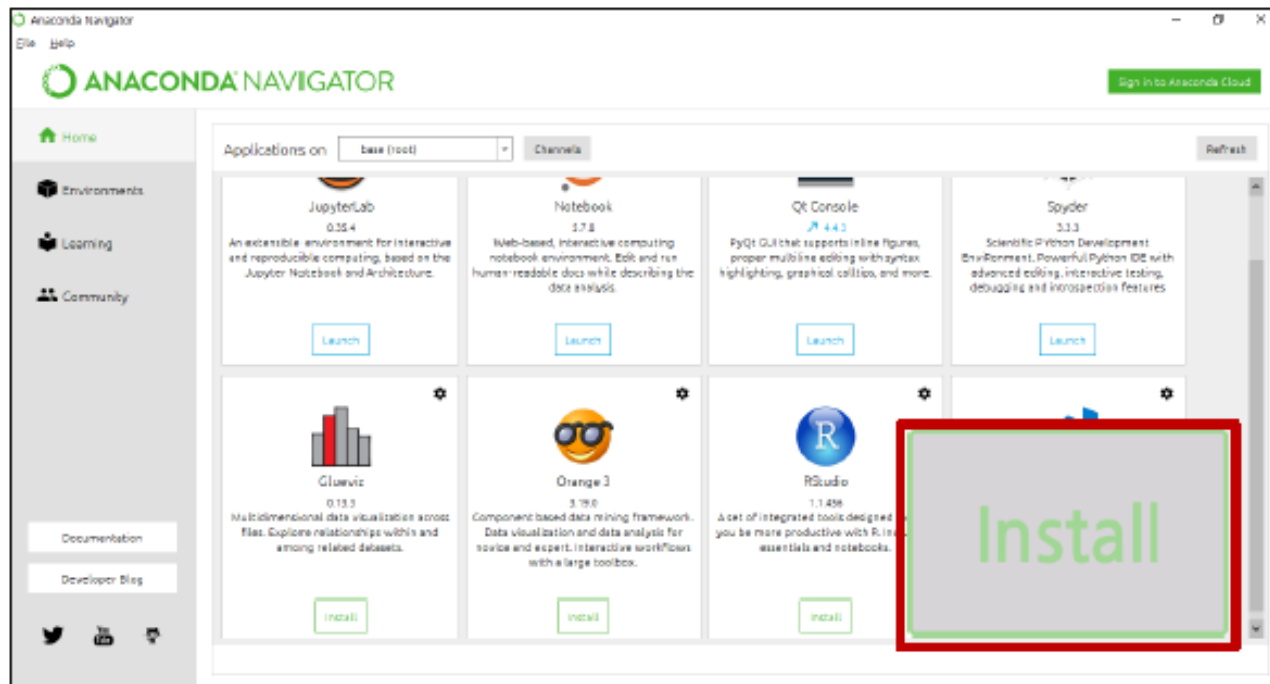 Anaconda Navigator
File Help
ANACONDA NAVIGATOR
Sign in to Anaconda Cloud
Home
Applications on
base (root)
Channels
Refresh
Environments
Learning
Community
JupyterLab
0.35.4
An extensible environment for interactive
and reproducible computing, based on the
Jupyter Notebook and Architecture.
Launch
Notebook
5.7.8
Web-based, interactive computing
notebook environment. Edit and run
human-readable docs while describing the
data analysis.
Launch
Qt Console
4.4.3
PyQt GUI that supports inline figures,
proper multiline editing with syntax
highlighting, graphical calltips, and more.
Launch
Spyder
3.3.3
Scientific PYthon Development
EnviRonment. Powerful Python IDE with
advanced editing, interactive testing,
debugging and introspection features
Launch
Glueviz
0.13.3
Multidimensional data visualization across
files. Explore relationships within and
among related datasets.
Install
Orange 3
3.19.0
Component based data mining framework.
Data visualization and data analysis for
novice and expert. Interactive workflows
with a large toolbox.
Install
R
RStudio
1.1.456
A set of integrated tools designed
you be more productive with R.
essentials and notebooks.
Install
Install
Documentation
Developer Blog
You
Tube